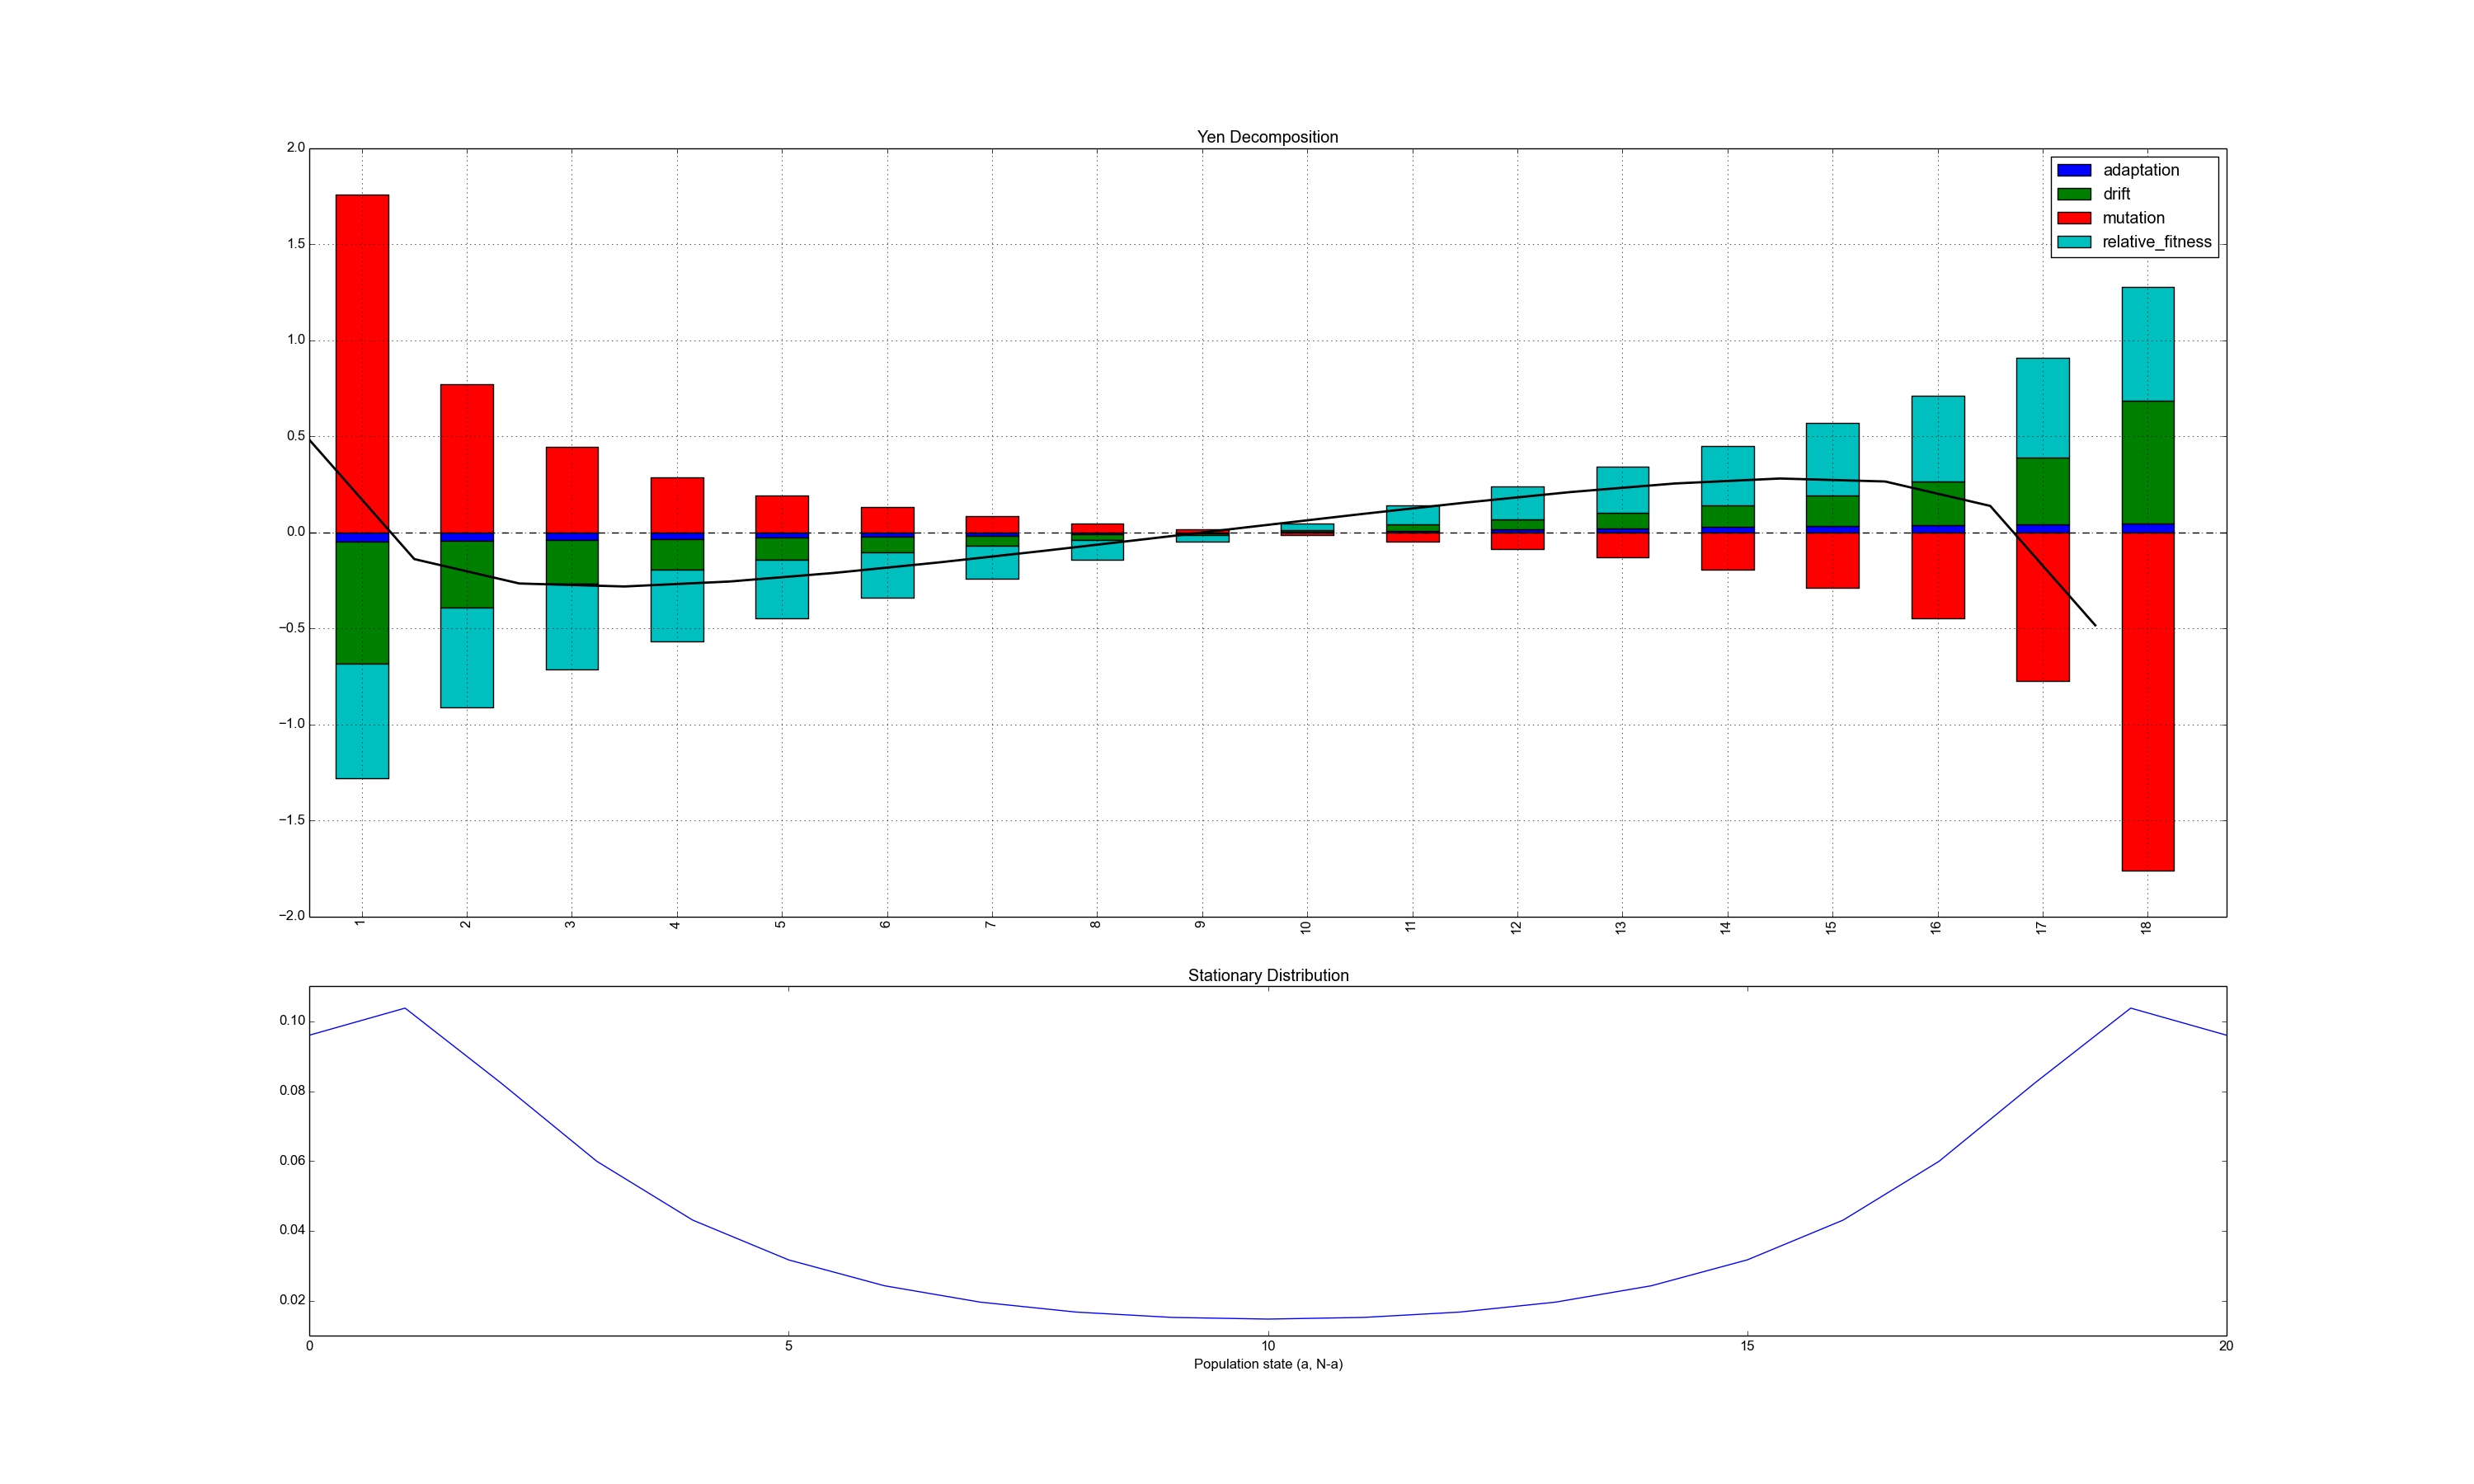 Yen Decomposition
2.0
1.5
1.0
0.5
0.0
−0.5
−1.0
−1.5
−2.0
adaptation
drift
mutation
relative_fitness
1 2 3 4 5 6 7 8 9 10 11 12 13 14 15 16 17 18
Stationary Distribution
0.10
0.08
0.06
0.04
0.02
0 5 10 15 20
Population state (a, N-a)